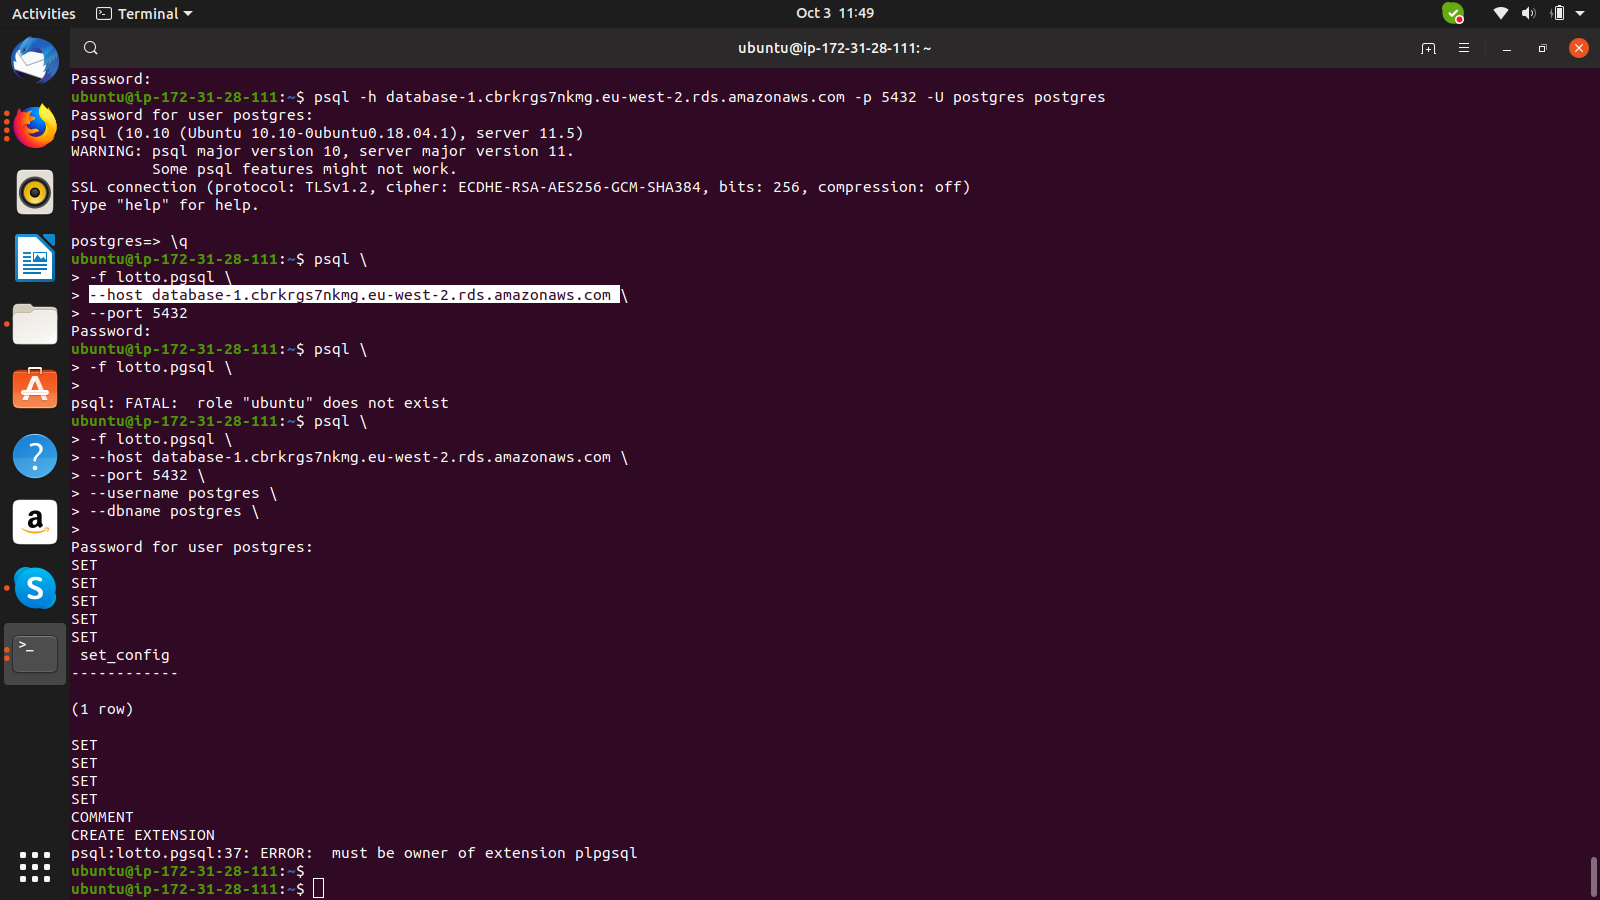 Activities
Terminal
Oct 3 11:49
ubuntu@ip-172-31-28-111: ~
Password:
ubuntu@ip-172-31-28-111:~$ psql -h database-1.cbrkrgs7nkmg.eu-west-2.rds.amazonaws.com -p 5432 -U postgres postgres
Password for user postgres:
psql (10.10 (Ubuntu 10.10-0ubuntu0.18.04.1), server 11.5)
WARNING: psql major version 10, server major version 11.
         Some psql features might not work.
SSL connection (protocol: TLSv1.2, cipher: ECDHE-RSA-AES256-GCM-SHA384, bits: 256, compression: off)
Type "help" for help.
postgres=> \q
ubuntu@ip-172-31-28-111:~$ psql \
> -f lotto.pgsql \
> --host database-1.cbrkrgs7nkmg.eu-west-2.rds.amazonaws.com \
> --port 5432
Password:
ubuntu@ip-172-31-28-111:~$ psql \
> -f lotto.pgsql \
>
psql: FATAL:  role "ubuntu" does not exist
ubuntu@ip-172-31-28-111:~$ psql \
> -f lotto.pgsql \
> --host database-1.cbrkrgs7nkmg.eu-west-2.rds.amazonaws.com \
> --port 5432 \
> --username postgres \
> --dbname postgres \
>
Password for user postgres:
SET
SET
SET
SET
SET
 set_config
------------
(1 row)
SET
SET
SET
SET
COMMENT
CREATE EXTENSION
psql:lotto.pgsql:37: ERROR:  must be owner of extension plpgsql
ubuntu@ip-172-31-28-111:~$
ubuntu@ip-172-31-28-111:~$